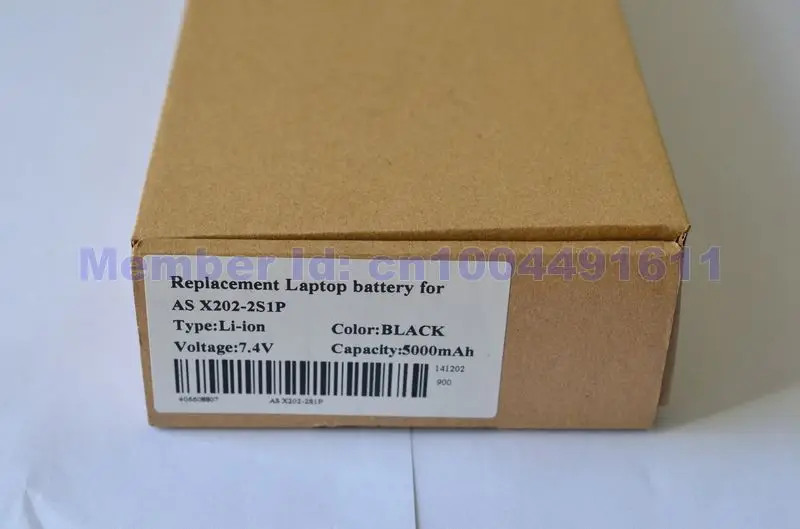 Member Id: cn1004491611
Replacement Laptop battery for
AS X202-2S1P
Type:Li-ion Color:BLACK
Voltage:7.4V Capacity:5000mAh
141202
900
AS X202-2S1P